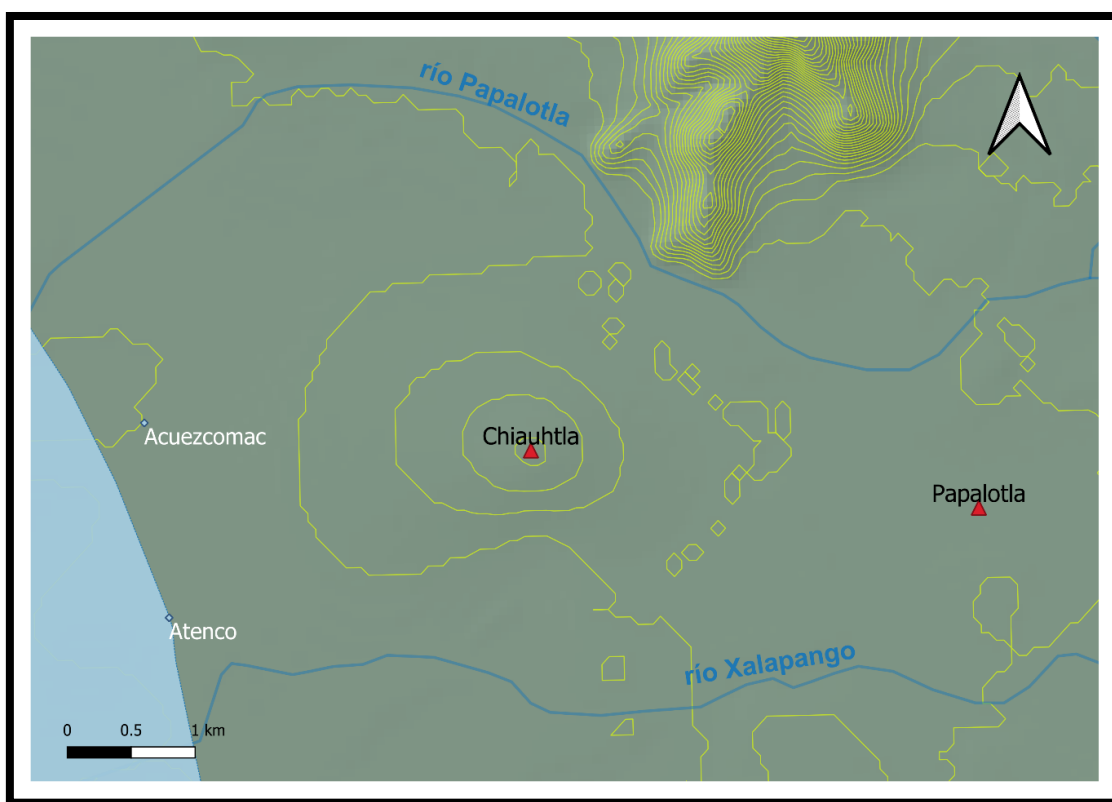 río Papalotla
Chiauhtla
Acuezcomac
Papalotla
Atenco
río Xalapango
0 0.5 1 km